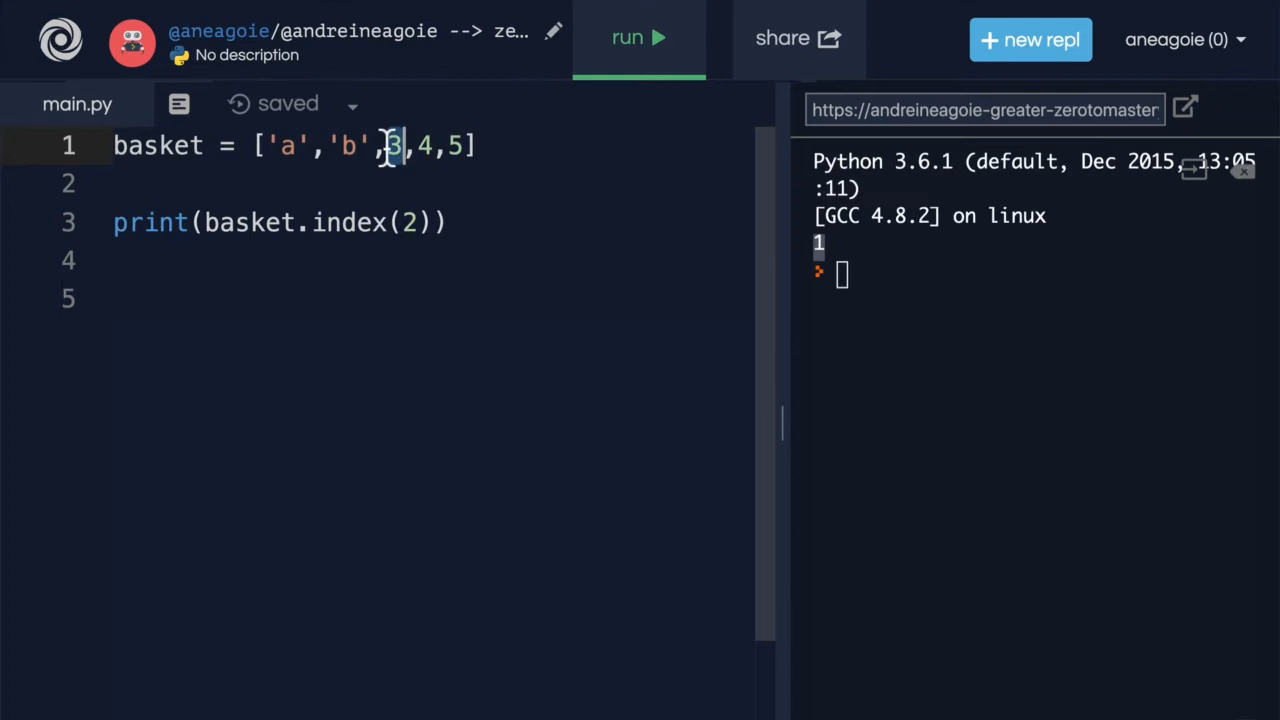 @aneagoie/@andreineagoie --> ze...
No description
run
share
+ new repl
aneagoie (0)
main.py
saved
https://andreineagoie-greater-zerotomaster
1 basket = ['a','b',3,4,5]
2
3 print(basket.index(2))
4
5
Python 3.6.1 (default, Dec 2015, 13:05
:11)
[GCC 4.8.2] on linux
1